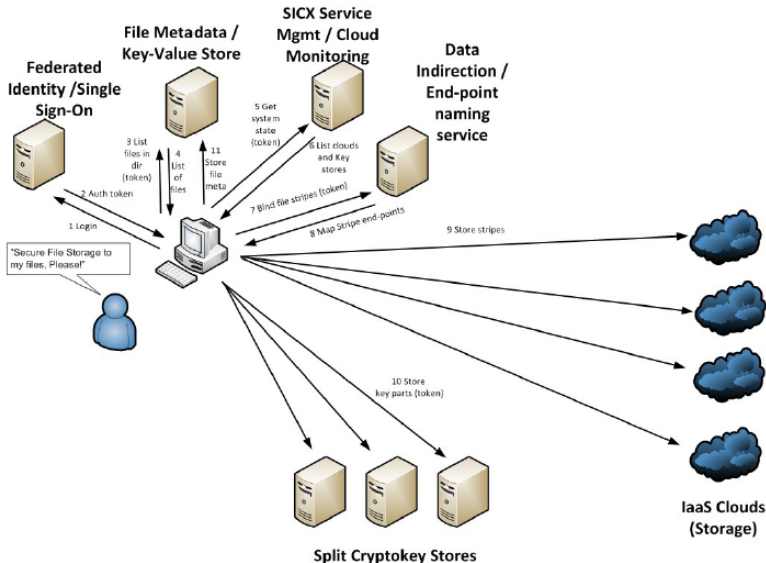 SICX Service
Mgmt / Cloud
Monitoring
File Metadata /
Key-Value Store
Data
Indirection /
End-point
naming
service
Federated
Identity /Single
Sign-On
5 Get
system
state
(token)
3 List
files in
dir
(token)
4
List
of
files
11
Store
file
meta
6 List clouds
and Key
stores
2 Auth token
7 Bind file stripes (token)
1 Login
8 Map Stripe end-points
9 Store stripes
"Secure File Storage to
my files, Please!"
10 Store
key parts (token)
IaaS Clouds
(Storage)
Split Cryptokey Stores